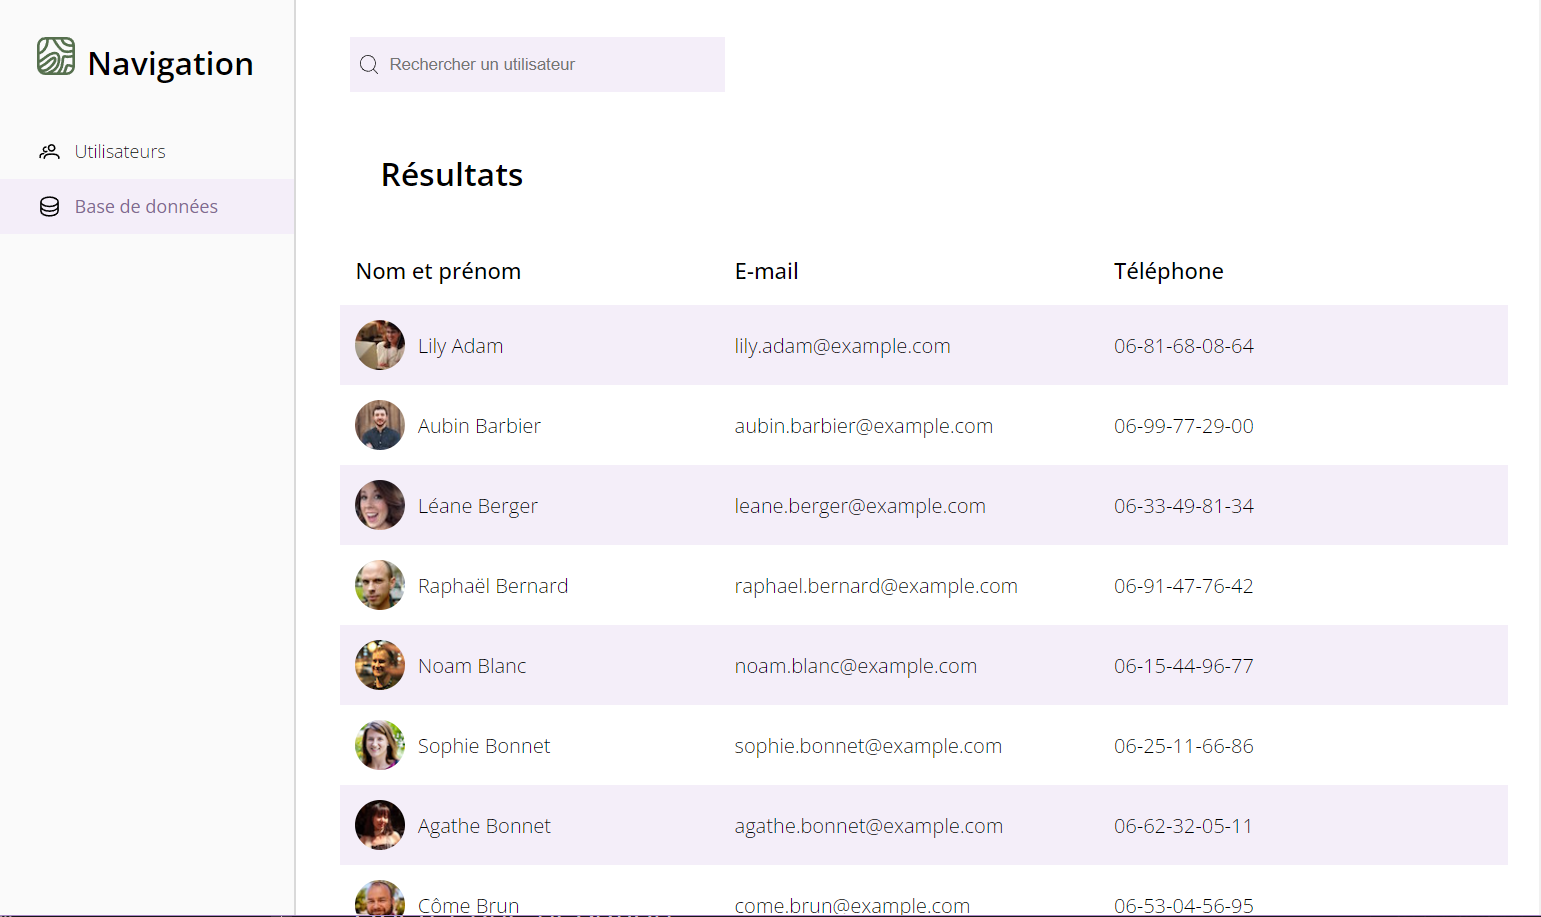 Navigation
Utilisateurs
Base de données
Rechercher un utilisateur
Résultats
Nom et prénom E-mail Téléphone
Lily Adam lily.adam@example.com 06-81-68-08-64
Aubin Barbier aubin.barbier@example.com 06-99-77-29-00
Léane Berger leane.berger@example.com 06-33-49-81-34
Raphaël Bernard raphael.bernard@example.com 06-91-47-76-42
Noam Blanc noam.blanc@example.com 06-15-44-96-77
Sophie Bonnet sophie.bonnet@example.com 06-25-11-66-86
Agathe Bonnet agathe.bonnet@example.com 06-62-32-05-11
Côme Brun come.brun@example.com 06-53-04-56-95